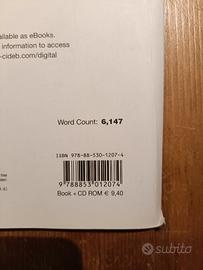 ailable as eBooks.
information to access
-cideb.com/digital
Word Count: 6,147
ISBN 978-88-530-1207-4
9 788853 012074
Book + CD ROM € 9,40
subito